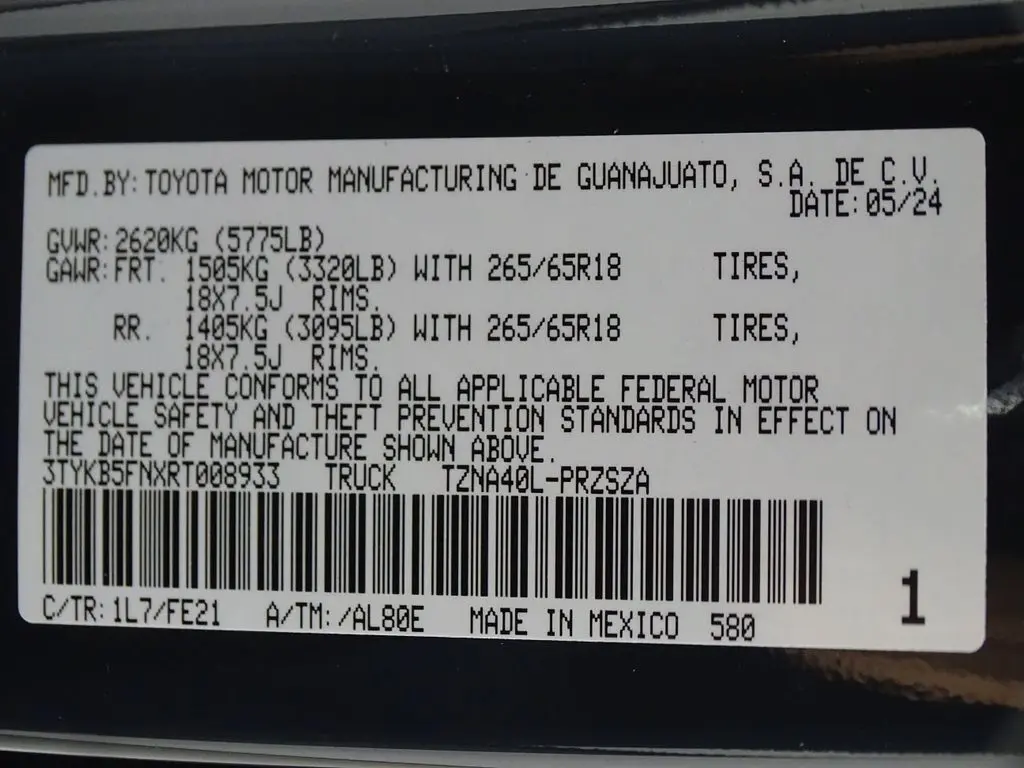 MFD.BY:TOYOTA MOTOR MANUFACTURING DE GUANAJUATO, S.A. DE C.V.
DATE:05/24
GVWR:2620KG (5775LB)
GAWR:FRT. 1505KG (3320LB) WITH 265/65R18 TIRES,
18X7.5J RIMS.
RR. 1405KG (3095LB) WITH 265/65R18 TIRES,
18X7.5J RIMS.
THIS VEHICLE CONFORMS TO ALL APPLICABLE FEDERAL MOTOR
VEHICLE SAFETY AND THEFT PREVENTION STANDARDS IN EFFECT ON
THE DATE OF MANUFACTURE SHOWN ABOVE.
3TYKB5FNXRT008933 TRUCK TZNA40L-PRZSZA
C/TR:1L7/FE21 A/TM:/AL80E MADE IN MEXICO 580
1